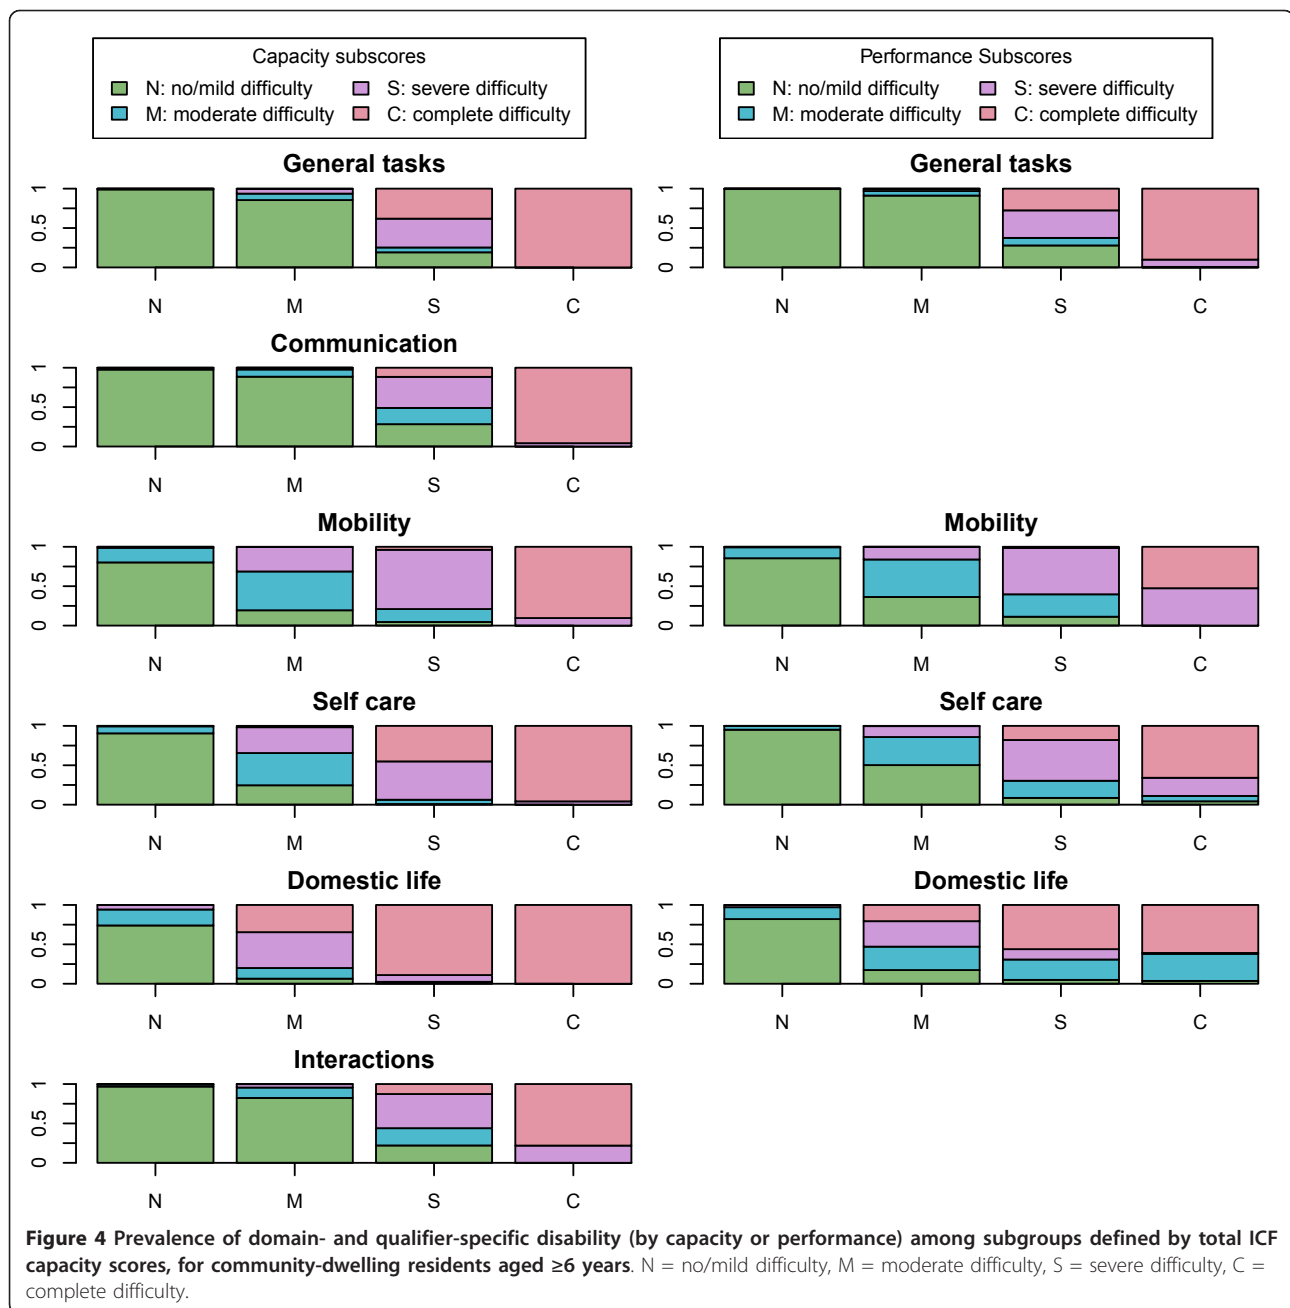 Capacity subscores
N: no/mild difficulty
S: severe difficulty
M: moderate difficulty
C: complete difficulty
Performance Subscores
N: no/mild difficulty
S: severe difficulty
M: moderate difficulty
C: complete difficulty
General tasks
1
0.5
0
N M S C
General tasks
1
0.5
0
N M S C
Communication
1
0.5
0
N M S C
Mobility
1
0.5
0
N M S C
Mobility
1
0.5
0
N M S C
Self care
1
0.5
0
N M S C
Self care
1
0.5
0
N M S C
Domestic life
1
0.5
0
N M S C
Domestic life
1
0.5
0
N M S C
Interactions
1
0.5
0
N M S C
Figure 4 Prevalence of domain- and qualifier-specific disability (by capacity or performance) among subgroups defined by total ICF
capacity scores, for community-dwelling residents aged ≥6 years. N = no/mild difficulty, M = moderate difficulty, S = severe difficulty, C =
complete difficulty.